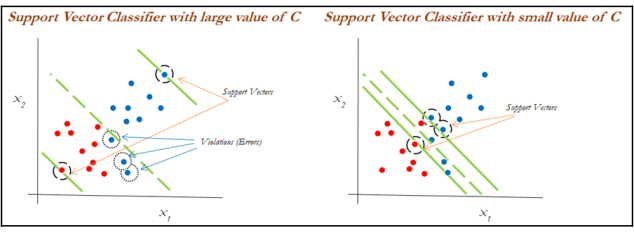 Support Vector Classifier with large value of C
X2
Support Vectors
Violations (Errors)
X1
Support Vector Classifier with small value of C
X2
Support Vectors
X1